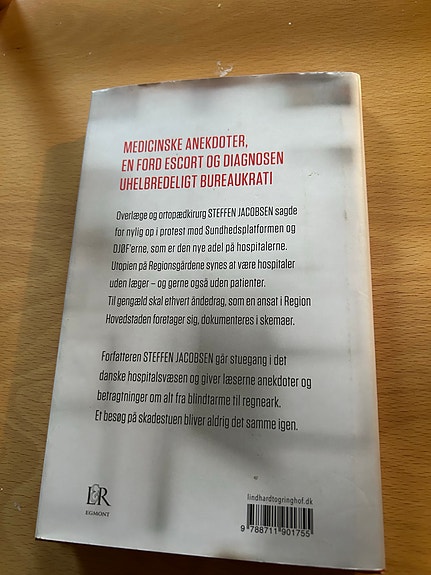 MEDICINSKE ANEKDOTER,
EN FORD ESCORT OG DIAGNOSEN
UHELBREDELIGT BUREAUKRATI
Overlæge og ortopædkirurg STEFFEN JACOBSEN sagde
for nylig op i protest mod Sundhedsplatformen og
DJØF'erne, som er den nye adel på hospitalerne.
Utopien på Regionsgårdene synes at være hospitaler
uden læger – og gerne også uden patienter.
Til gengæld skal ethvert åndedrag, som en ansat i Region
Hovedstaden foretager sig, dokumenteres i skemaer.
Forfatteren STEFFEN JACOBSEN går stuegang i det
danske hospitalsvæsen og giver læserne anekdoter og
betragtninger om alt fra blindtarme til regneark.
Et besøg på skadestuen bliver aldrig det samme igen.
L&R
EGMONT
lindhardtogringhof.dk
9 788711 901755